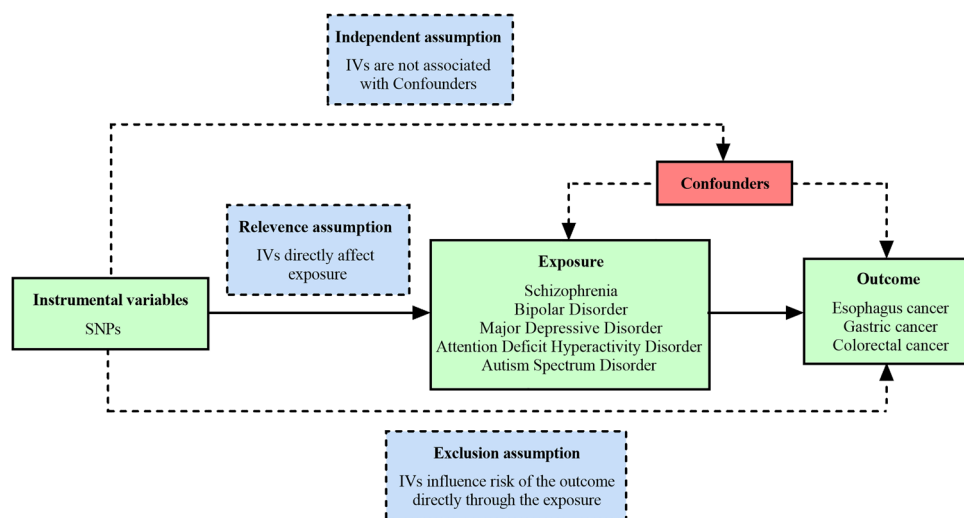 Independent assumption
IVs are not associated
with Confounders
Confounders
Relevence assumption
IVs directly affect
exposure
Instrumental variables
SNPs
Exposure
Schizophrenia
Bipolar Disorder
Major Depressive Disorder
Attention Deficit Hyperactivity Disorder
Autism Spectrum Disorder
Outcome
Esophagus cancer
Gastric cancer
Colorectal cancer
Exclusion assumption
IVs influence risk of the outcome
directly through the exposure